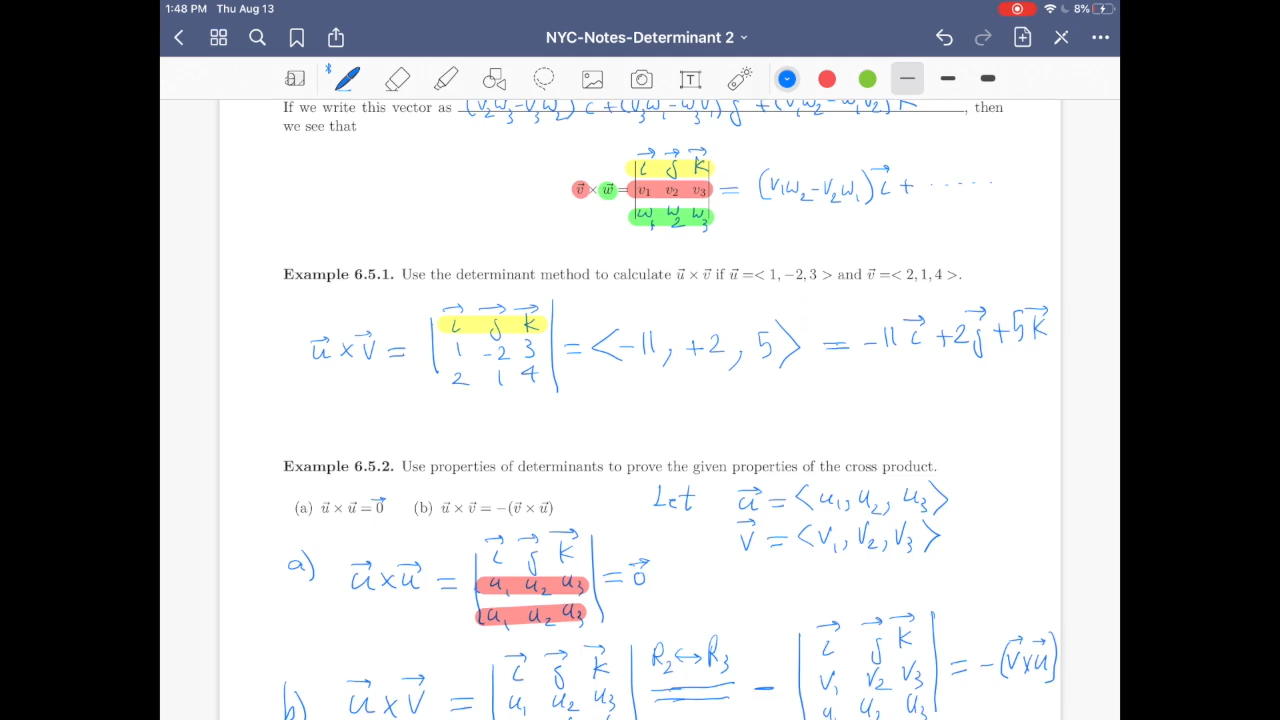 1:48 PM Thu Aug 13 8%
NYC-Notes-Determinant 2
If we write this vector as (v₂w₃-v₃w₂) i⃗ +(v₃w₁-w₃v₁) j⃗ +(v₁w₂-w₁v₂) k⃗, then
we see that
i⃗ j⃗ k⃗
v⃗ × w⃗ = | v₁ v₂ v₃ | = (v₁w₂-v₂w₁) i⃗ + ......
w₁ w₂ w₃
Example 6.5.1. Use the determinant method to calculate u⃗ × v⃗ if u⃗ =< 1, −2, 3 > and v⃗ =< 2, 1, 4 >.
i⃗ j⃗ k⃗
u⃗ × v⃗ = | 1 -2 3 | = <-11, +2, 5> = -11 i⃗ +2 j⃗ +5 k⃗
2 1 4
Example 6.5.2. Use properties of determinants to prove the given properties of the cross product.
(a) u⃗ × u⃗ = 0⃗ (b) u⃗ × v⃗ = −(v⃗ × u⃗)
Let u⃗ = <u₁, u₂, u₃>
v⃗ = <v₁, v₂, v₃>
i⃗ j⃗ k⃗
a) u⃗ × u⃗ = | u₁ u₂ u₃ | = 0⃗
u₁ u₂ u₃
i⃗ j⃗ k⃗ R₂↔R₃ i⃗ j⃗ k⃗
b) u⃗ × v⃗ = | u₁ u₂ u₃ | = - | v₁ v₂ v₃ | = -(v⃗ × u⃗)
u₁ u₂ u₃